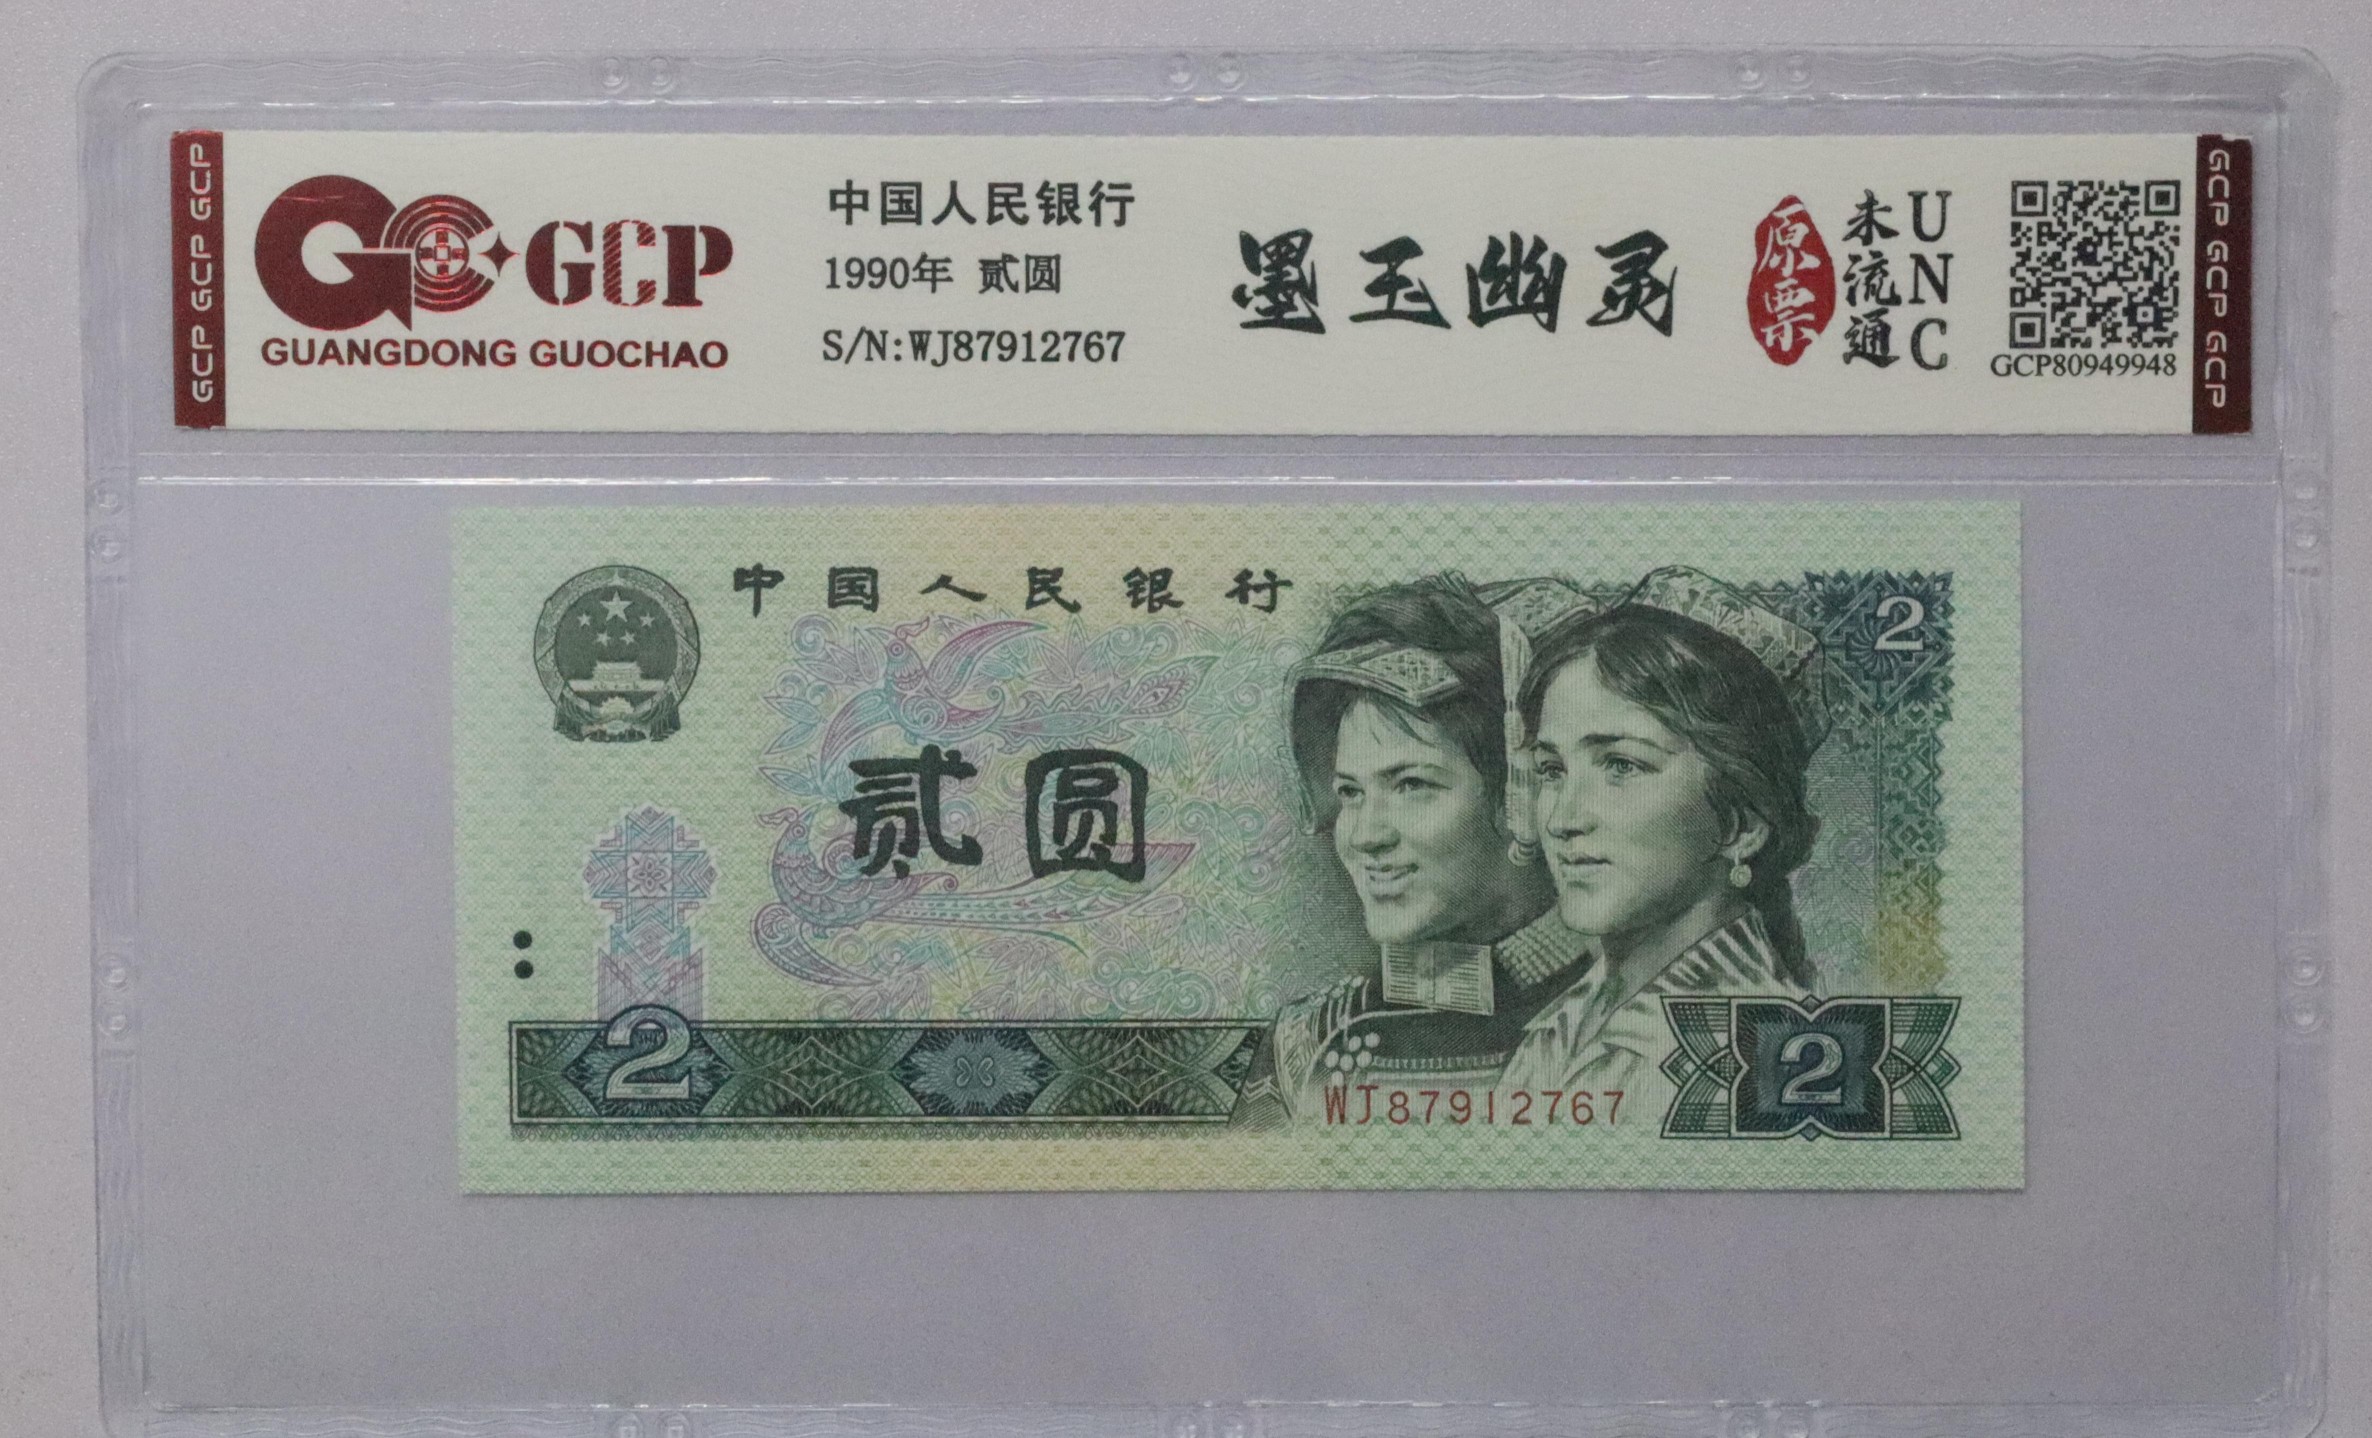 GCP GCP GCP
GCP
GUANGDONG GUOCHAO
中国人民银行
1990年 贰圆
S/N:WJ87912767
墨玉幽灵
原票
未流通
UNC
GCP80949948
GCP GCP GCP
中国人民银行
2
贰圆
2
WJ87912767
2